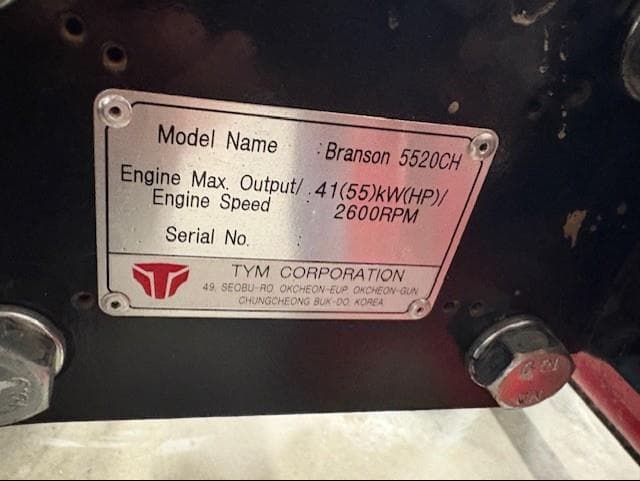 Model Name : Branson 5520CH
Engine Max. Output/ : 41(55)kW(HP)/
Engine Speed 2600RPM
Serial No. :
TYM CORPORATION
49, SEOBU-RO, OKCHEON-EUP, OKCHEON-GUN,
CHUNGCHEONG BUK-DO, KOREA